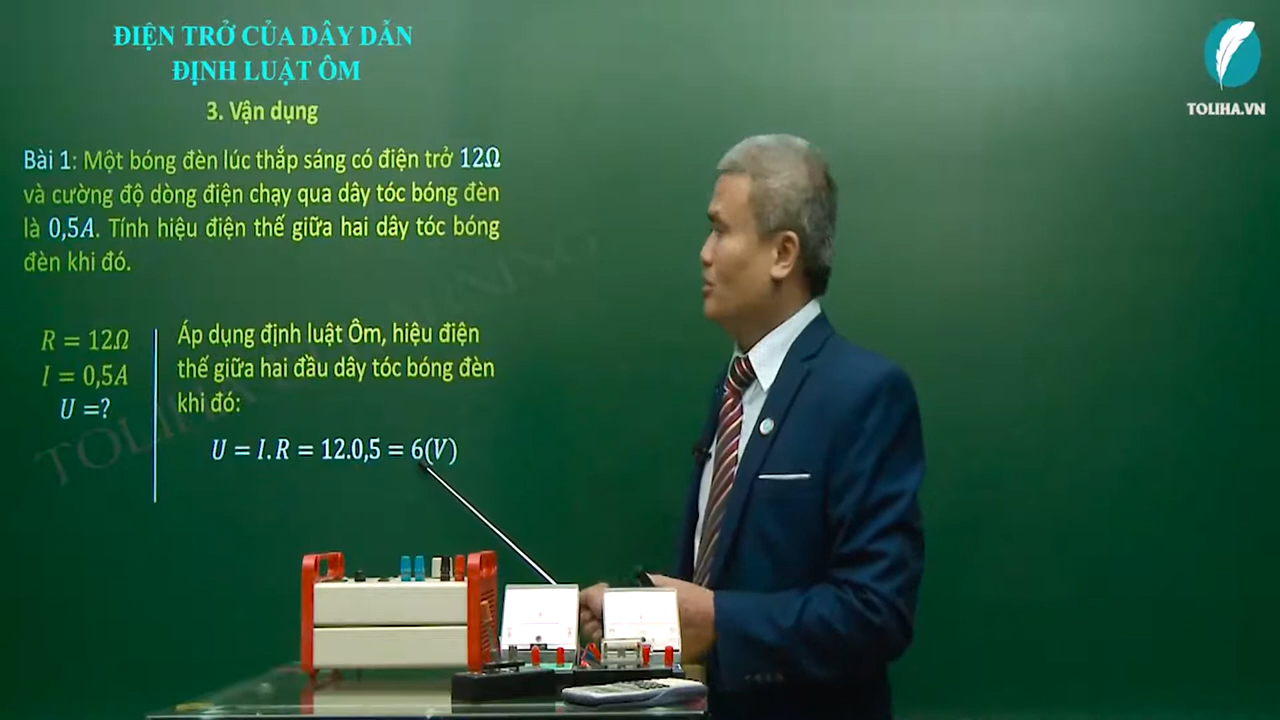 ĐIỆN TRỞ CỦA DÂY DẪN
ĐỊNH LUẬT ÔM
3. Vận dụng
Bài 1: Một bóng đèn lúc thắp sáng có điện trở 12Ω
và cường độ dòng điện chạy qua dây tóc bóng đèn
là 0,5A. Tính hiệu điện thế giữa hai dây tóc bóng
đèn khi đó.
R = 12Ω
I = 0,5A
U =?
Áp dụng định luật Ôm, hiệu điện
thế giữa hai đầu dây tóc bóng đèn
khi đó:
U = I.R = 12.0,5 = 6(V)
TOLIHA.VN